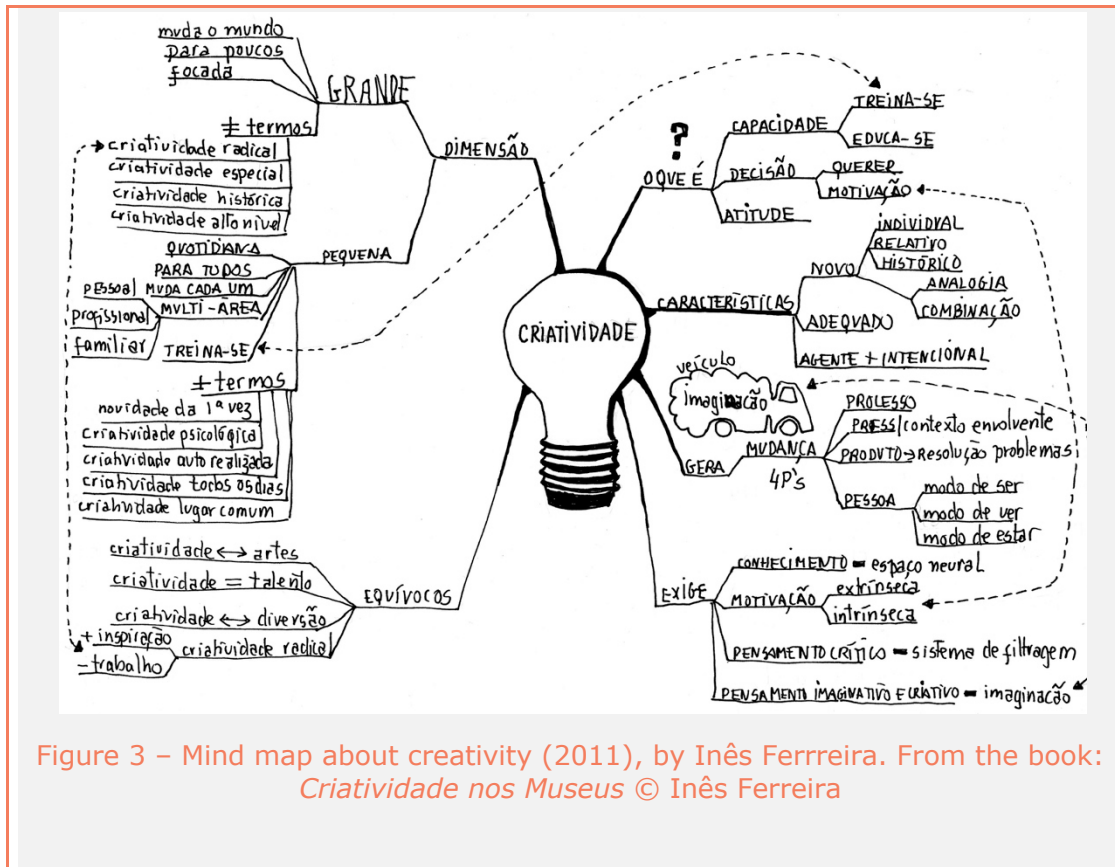 muda o mundo
para poucos
focada
GRANDE
≠ termos
criatividade radical
criatividade especial
criatividade histórica
criatividade alto nível
DIMENSÃO
QUOTIDIANA
PARA TODOS
MUDA CADA UM
MULTI-ÁREA
PESSOAL
profissional
familiar
TREINA-SE
PEQUENA
≠ termos
novidade da 1ª vez
criatividade psicológica
criatividade auto realizada
criatividade todos os dias
criatividade lugar comum
criatividade ↔ artes
criatividade = talento
criatividade ↔ diversão
criatividade radical
+ inspiração
- trabalho
EQUÍVOCOS
CRIATIVIDADE
?
O QUE É
CAPACIDADE
TREINA-SE
EDUCA-SE
DECISÃO
QUERER
MOTIVAÇÃO
ATITUDE
CARACTERÍSTICAS
NOVO
INDIVIDUAL
RELATIVO
HISTÓRICO
ANALOGIA
COMBINAÇÃO
ADEQUADO
AGENTE + INTENCIONAL
veículo
imaginação
GERA
MUDANÇA
4P's
PROCESSO
PRESS/contexto envolvente
PRODUTO → Resolução problemas
PESSOA
modo de ser
modo de ver
modo de estar
EXIGE
CONHECIMENTO = espaço neural
MOTIVAÇÃO
extrínseca
intrínseca
PENSAMENTO CRÍTICO = sistema de filtragem
PENSAMENTO IMAGINATIVO E CRIATIVO = imaginação
Figure 3 – Mind map about creativity (2011), by Inês Ferrreira. From the book:
Criatividade nos Museus © Inês Ferreira